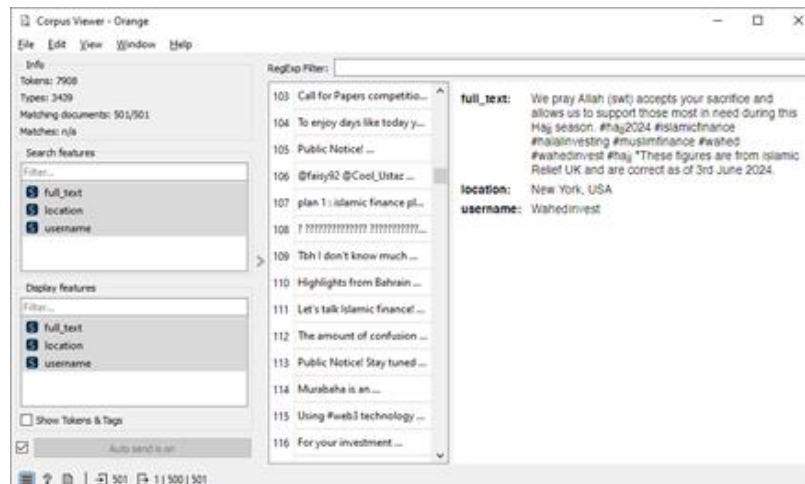 Corpus Viewer - Orange
File Edit View Window Help
Info
Tokens: 7908
Types: 3439
Matching documents: 501/501
Matches: n/a
Search features
Filter...
S full_text
S location
S username
Display features
Filter...
S full_text
S location
S username
Show Tokens & Tags
Auto send is on
RegExp Filter:
103 Call for Papers competitio...
104 To enjoy days like today y...
105 Public Notice! ...
106 @faisy92 @Cool_Ustaz ...
107 plan 1 : islamic finance pl...
108 ? ?????????????? ???????????...
109 Tbh I don't know much ...
110 Highlights from Bahrain ...
111 Let's talk Islamic finance! ...
112 The amount of confusion ...
113 Public Notice! Stay tuned ...
114 Murabaha is an ...
115 Using #web3 technology ...
116 For your investment ...
full_text: We pray Allah (swt) accepts your sacrifice and
allows us to support those most in need during this
Hajj season. #hajj2024 #islamicfinance
#halalinvesting #muslimfinance #wahed
#wahedinvest #hajj *These figures are from Islamic
Relief UK and are correct as of 3rd June 2024.
location: New York, USA
username: Wahedinvest
? 501 1 | 500 | 501